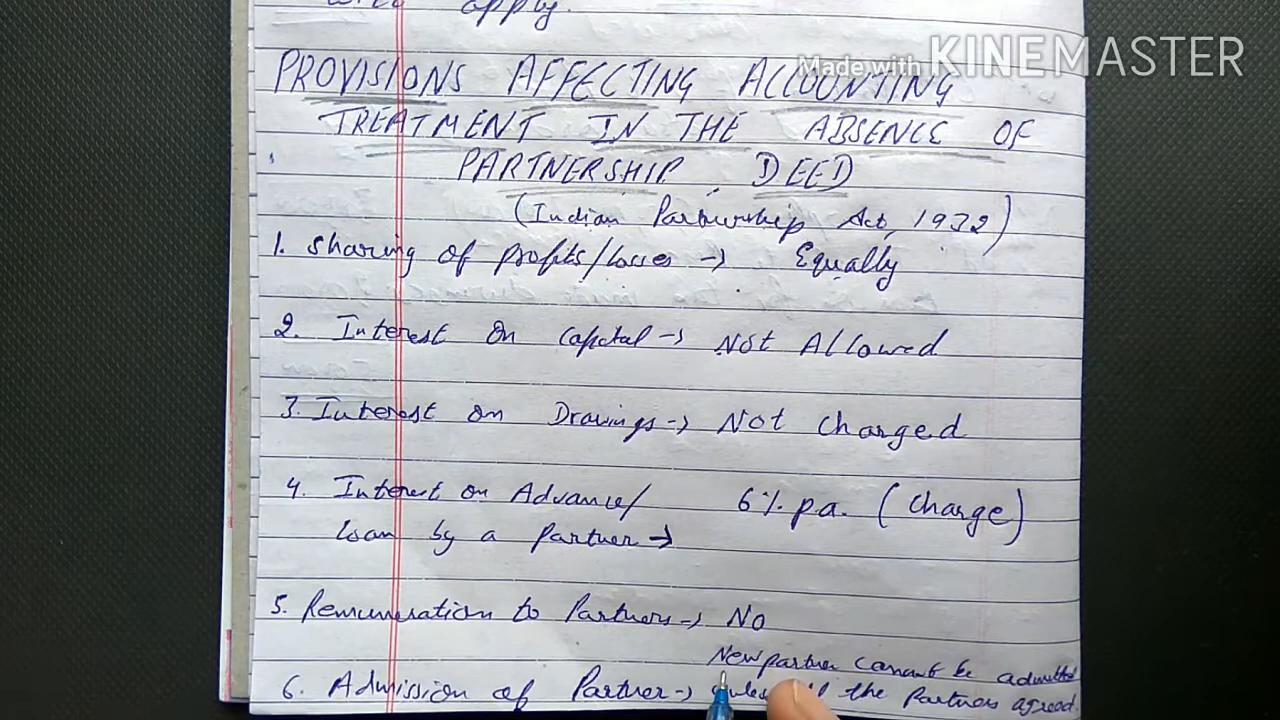 apply.
Made with KINEMASTER
PROVISIONS AFFECTING ACCOUNTING
TREATMENT IN THE ABSENCE OF
PARTNERSHIP DEED
(Indian Partnership Act, 1932)
1. Sharing of Profits/Losses → Equally
2. Interest On Capital → Not Allowed
3. Interest on Drawings → Not Charged
4. Interest on Advance/ 6% p.a. (Charge)
Loan by a Partner →
5. Remuneration to Partners → No
New partner cannot be admitted
6. Admission of Partner → the Partners agreed.